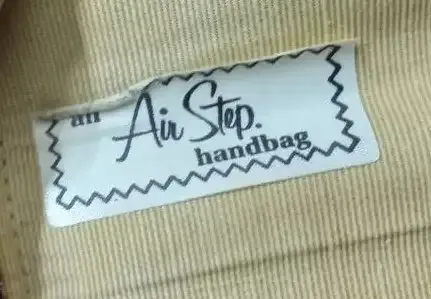 an
Air Step.
handbag